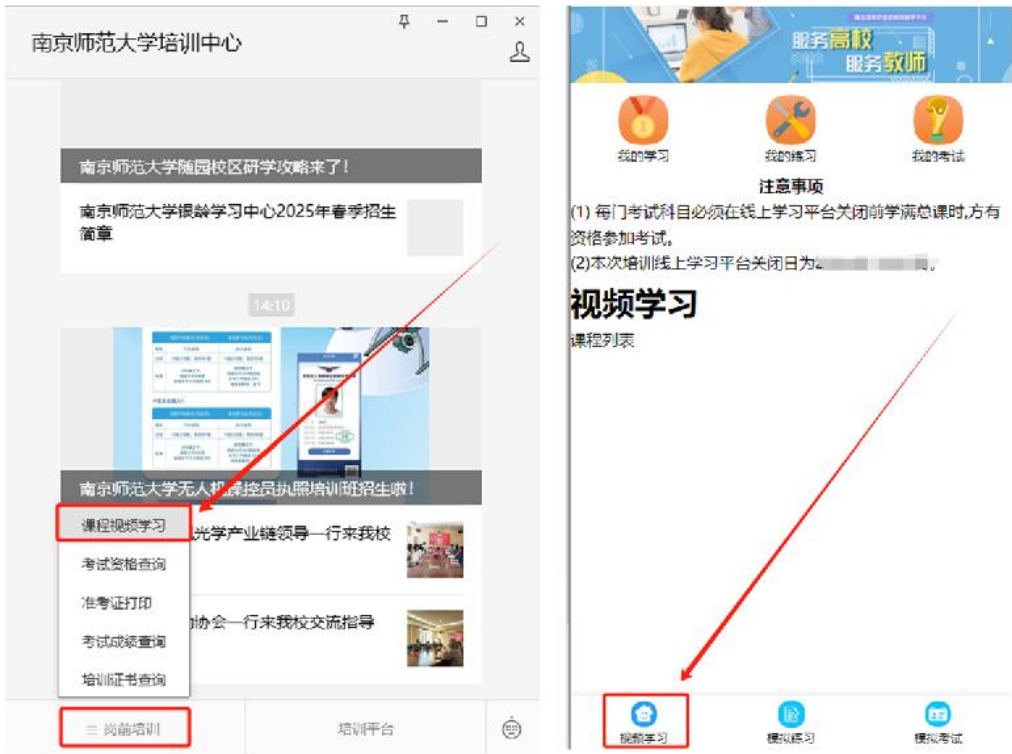 南京师范大学培训中心
南京师范大学随园校区研学攻略来了！
南京师范大学银龄学习中心2025年春季招生
简章
14:10
南京师范大学无人机操控员执照培训班招生啦！
光学产业链领导一行来我校
协会一行来我校交流指导
课程视频学习
考试资格查询
准考证打印
考试成绩查询
培训证书查询
岗前培训
培训平台
服务高校
服务教师
我的学习
我的练习
我的考试
注意事项
(1) 每门考试科目必须在线上学习平台关闭前学满总课时,方有
资格参加考试。
(2)本次培训线上学习平台关闭日为2
视频学习
课程列表
视频学习
模拟练习
模拟考试